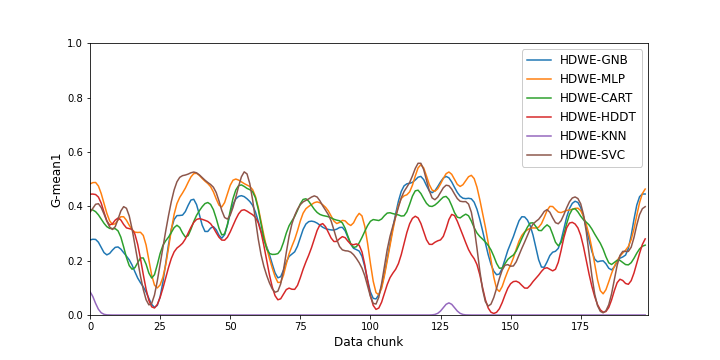 1.0
0.8
0.6
0.4
0.2
0.0
G-mean1
0 25 50 75 100 125 150 175
Data chunk
HDWE-GNB
HDWE-MLP
HDWE-CART
HDWE-HDDT
HDWE-KNN
HDWE-SVC